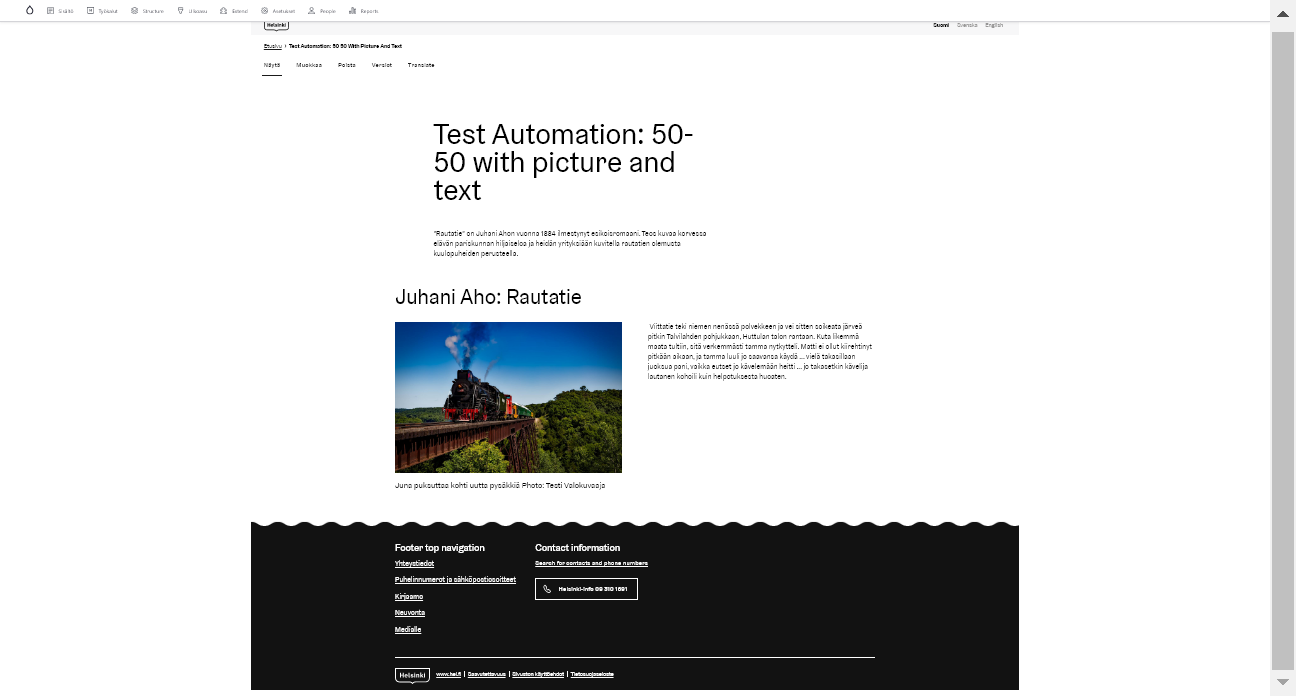 Sisältö Työkalut Structure Ulkoasu Extend Asetukset People Reports
Helsinki Suomi Svenska English
Etusivu › Test Automation: 50 50 With Picture And Text
Näytä Muokkaa Poista Versiot Translate
Test Automation: 50-
50 with picture and
text
"Rautatie" on Juhani Ahon vuonna 1884 ilmestynyt esikoisromaani. Teos kuvaa korvessa
elävän pariskunnan hiljaiseloa ja heidän yrityksiään kuvitella rautatien olemusta
kuulopuheiden perusteella.
Juhani Aho: Rautatie
Viittatie teki niemen nenässä polvekkeen ja vei sitten soikeata järveä
pitkin Talvilahden pohjukkaan, Huttulan talon rantaan. Kuta likemmä
maata tultiin, sitä verkemmästi tamma nytkytteli. Matti ei ollut kiirehtinyt
pitkään aikaan, ja tamma luuli jo saavansa käydä ... vielä takasillaan
juoksua pani, vaikka eutset jo kävelemään heitti ... jo takasetkin kävelijä
lautanen kohoili kuin helpotuksesta huoaten.
Juna puksuttaa kohti uutta pysäkkiä Photo: Testi Valokuvaaja
Footer top navigation
Yhteystiedot
Puhelinnumerot ja sähköpostiosoitteet
Kirjaamo
Neuvonta
Medialle
Contact information
Search for contacts and phone numbers
Helsinki-info 09 310 1691
Helsinki www.hel.fi Saavutettavuus Sivuston käyttöehdot Tietosuojaseloste